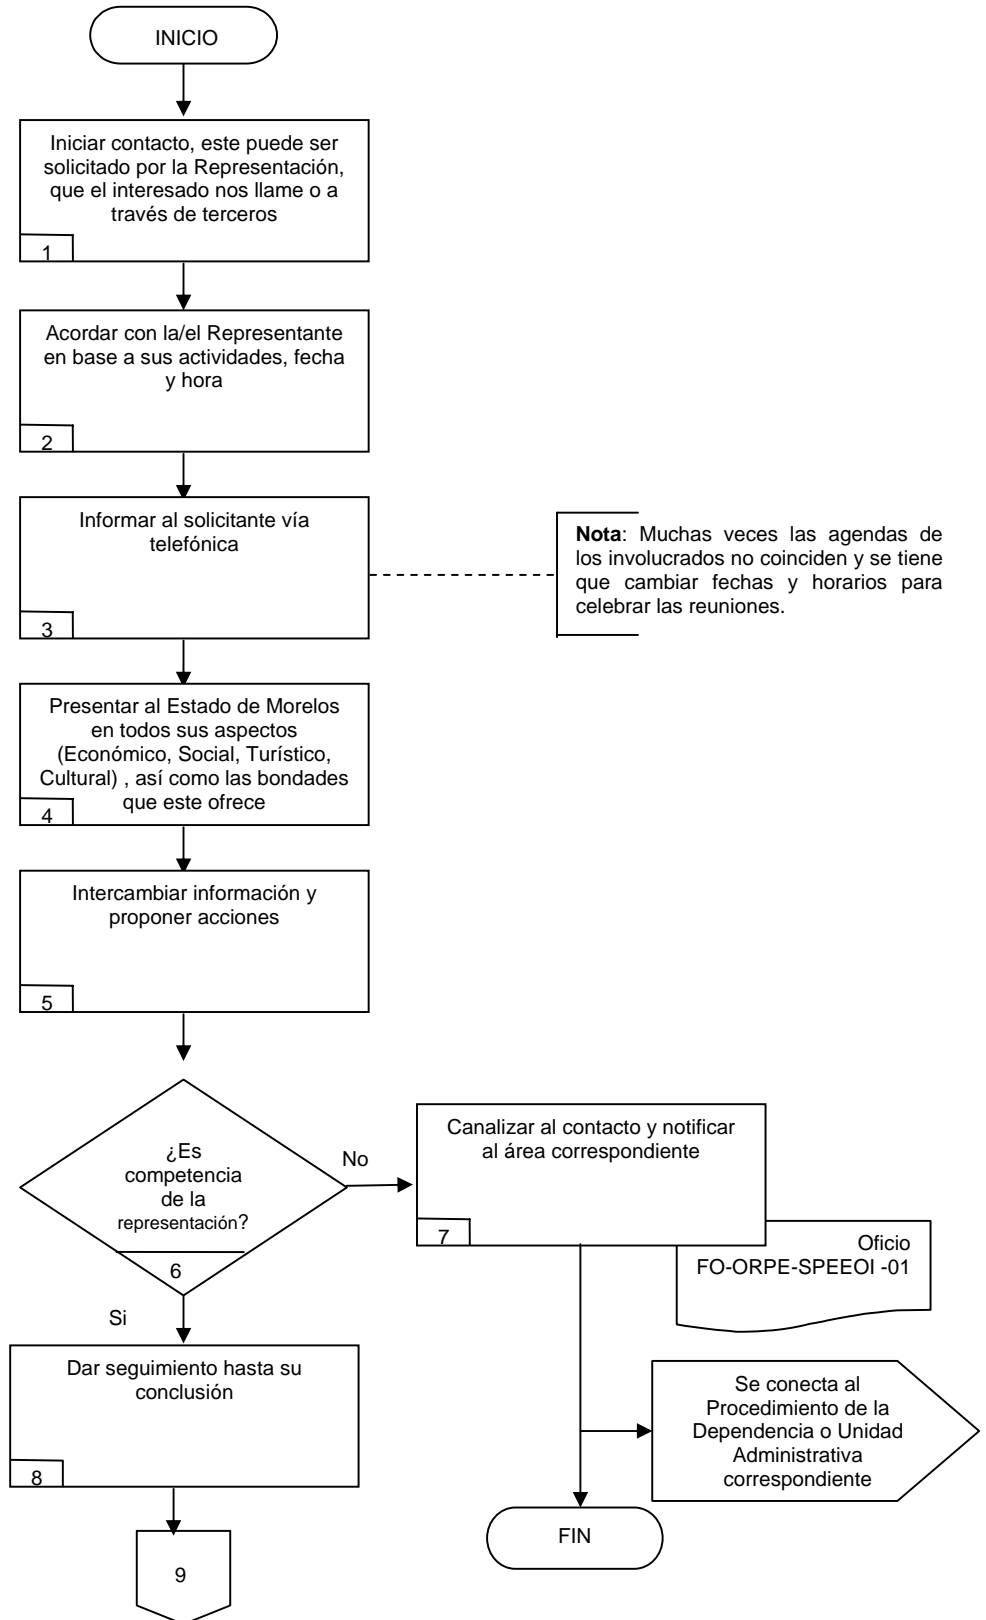 INICIO
Iniciar contacto, este puede ser
solicitado por la Representación,
que el interesado nos llame o a
través de terceros
1
Acordar con la/el Representante
en base a sus actividades, fecha
y hora
2
Informar al solicitante vía
telefónica
3
Nota: Muchas veces las agendas de
los involucrados no coinciden y se tiene
que cambiar fechas y horarios para
celebrar las reuniones.
Presentar al Estado de Morelos
en todos sus aspectos
(Económico, Social, Turístico,
Cultural) , así como las bondades
que este ofrece
4
Intercambiar información y
proponer acciones
5
¿Es
competencia
de la
representación?
6
No
Canalizar al contacto y notificar
al área correspondiente
7
Oficio
FO-ORPE-SPEEOI -01
Si
Dar seguimiento hasta su
conclusión
8
Se conecta al
Procedimiento de la
Dependencia o Unidad
Administrativa
correspondiente
FIN
9